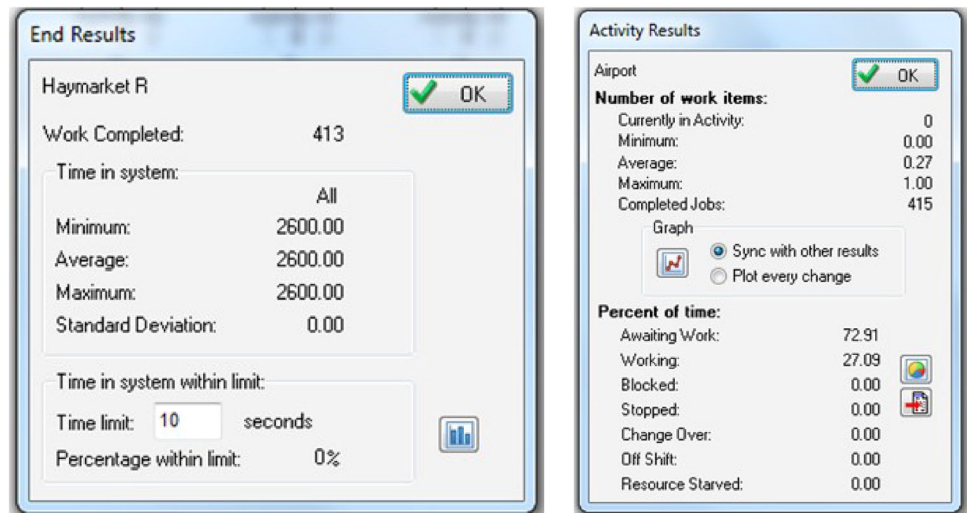 End Results
Haymarket R
OK
Work Completed: 413
Time in system:
All
Minimum: 2600.00
Average: 2600.00
Maximum: 2600.00
Standard Deviation: 0.00
Time in system within limit:
Time limit: 10 seconds
Percentage within limit: 0%
Activity Results
Airport
OK
Number of work items:
Currently in Activity: 0
Minimum: 0.00
Average: 0.27
Maximum: 1.00
Completed Jobs: 415
Graph
Sync with other results
Plot every change
Percent of time:
Awaiting Work: 72.91
Working: 27.09
Blocked: 0.00
Stopped: 0.00
Change Over: 0.00
Off Shift: 0.00
Resource Starved: 0.00